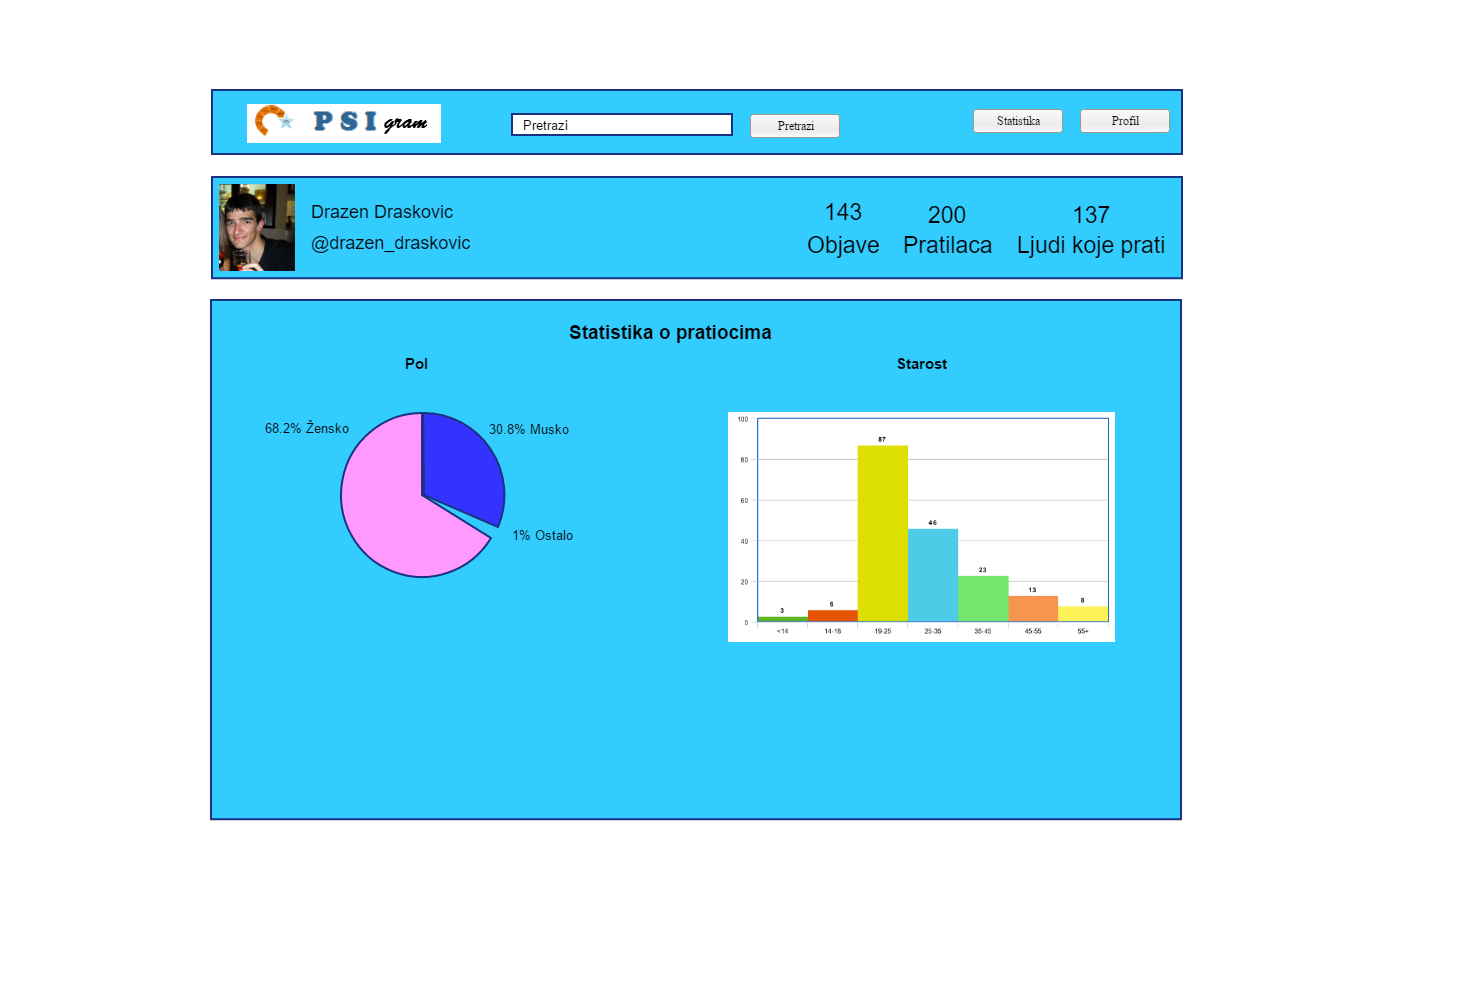 PSI gram
Pretrazi
Pretrazi
Statistika
Profil
Drazen Draskovic
@drazen_draskovic
143
Objave
200
Pratilaca
137
Ljudi koje prati
Statistika o pratiocima
Pol
Starost
68.2% Žensko
30.8% Musko
1% Ostalo
100
80
60
40
20
0
3
6
87
46
23
13
8
<14
14-18
19-25
25-35
35-45
45-55
55+